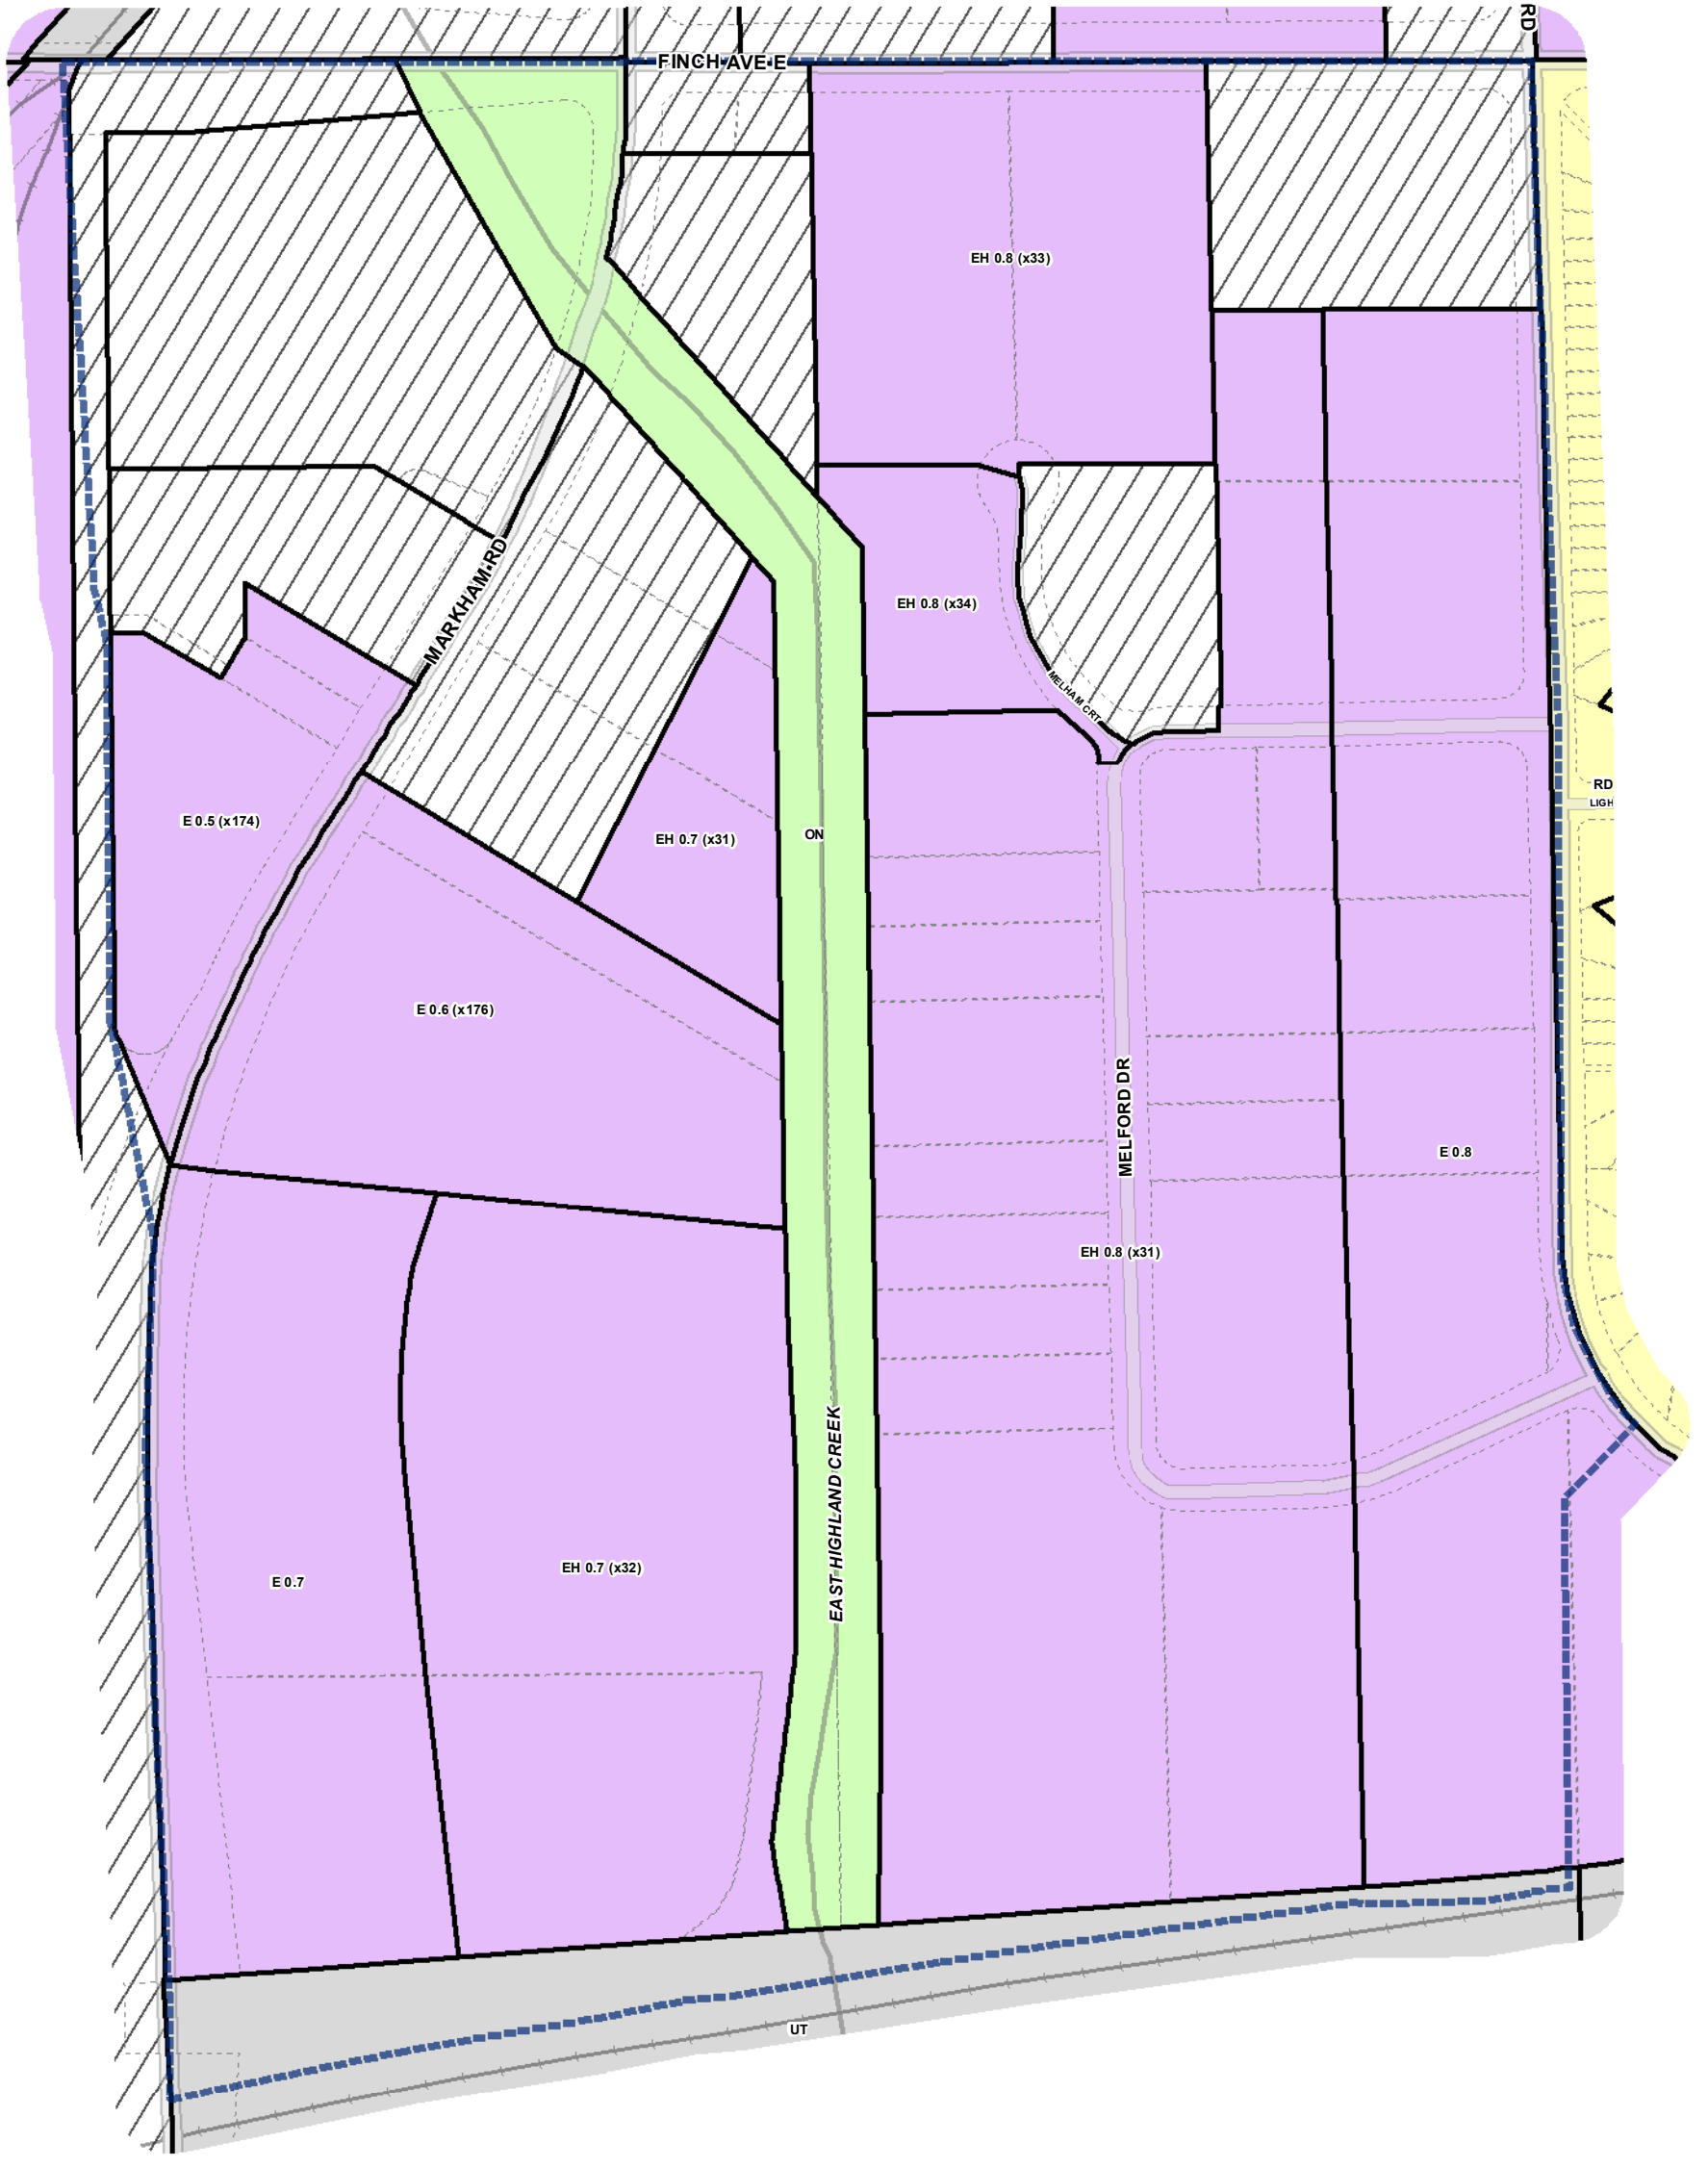 RD
FINCH AVE E
EH 0.8 (x33)
MARKHAM RD
EH 0.8 (x34)
MELHAM CRT
RD
LIGH
E 0.5 (x174)
EH 0.7 (x31)
ON
E 0.6 (x176)
MELFORD DR
E 0.8
EH 0.8 (x31)
EAST HIGHLAND CREEK
E 0.7
EH 0.7 (x32)
UT